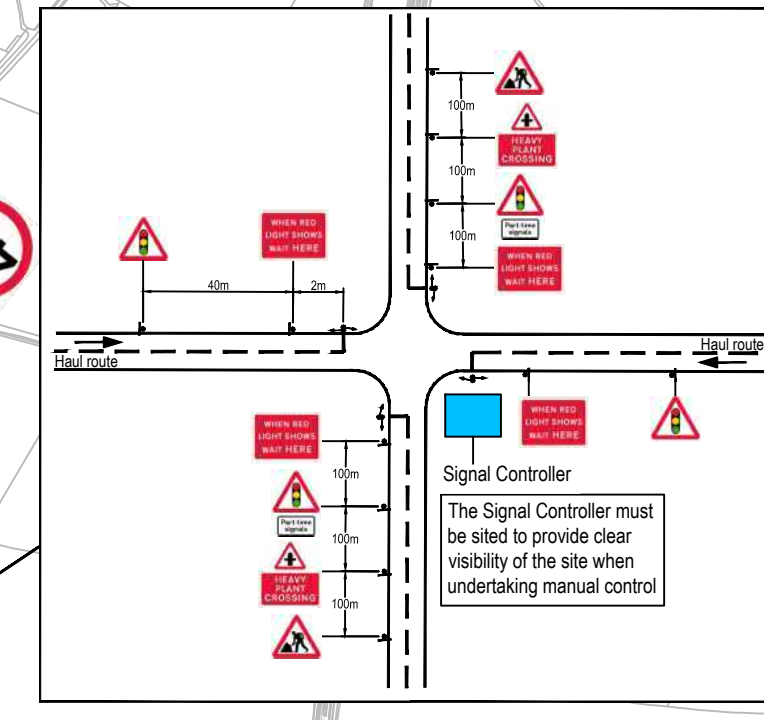 100m
HEAVY
PLANT
CROSSING
100m
Part time
signals
100m
WHEN RED
LIGHT SHOWS
WAIT HERE
WHEN RED
LIGHT SHOWS
WAIT HERE
40m
2m
Haul route
Haul route
WHEN RED
LIGHT SHOWS
WAIT HERE
100m
Part time
signals
100m
HEAVY
PLANT
CROSSING
100m
WHEN RED
LIGHT SHOWS
WAIT HERE
Signal Controller
The Signal Controller must
be sited to provide clear
visibility of the site when
undertaking manual control